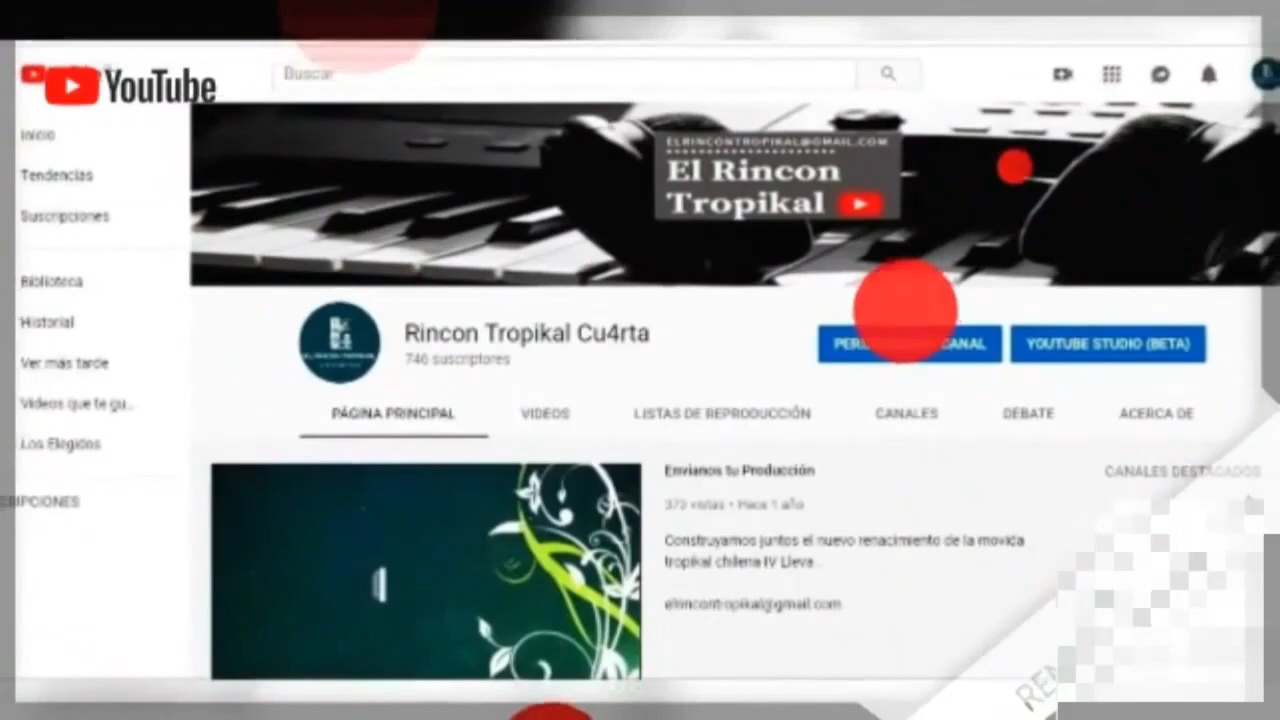 YouTube
Buscar
Inicio
Tendencias
Suscripciones
Biblioteca
Historial
Ver más tarde
Videos que te gu...
Los Elegidos
ELRINCONTROPIKAL@GMAIL.COM
El Rincon
Tropikal
Rincon Tropikal Cu4rta
746 suscriptores
YOUTUBE STUDIO (BETA)
PÁGINA PRINCIPAL VIDEOS LISTAS DE REPRODUCCIÓN CANALES DEBATE ACERCA DE
Envianos tu Producción
373 vistas • Hace 1 año
Construyamos juntos el nuevo renacimiento de la movida
tropikal chilena IV Lleva
elrincontropikal@gmail.com
CANALES DESTACADOS